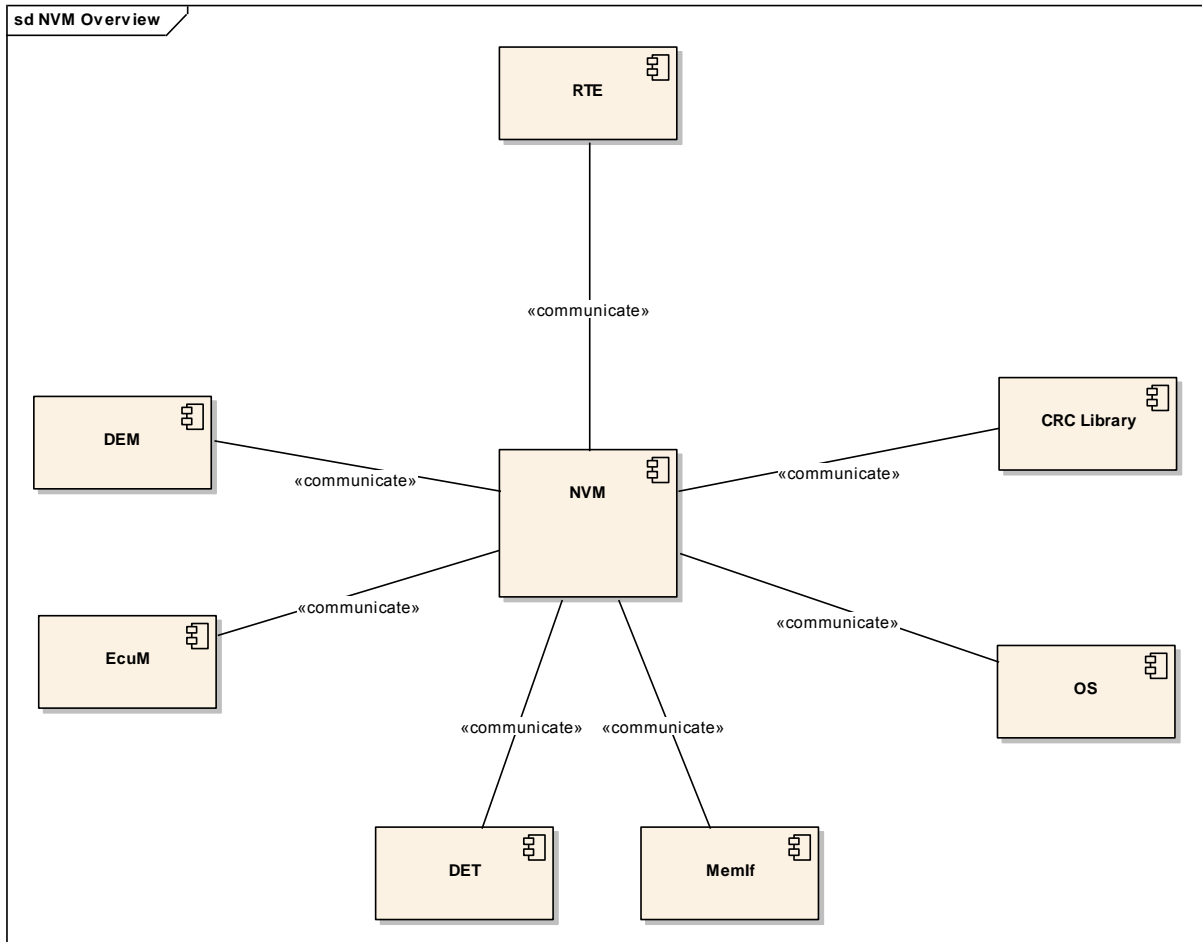 sd NVM Overview
RTE
«communicate»
CRC Library
DEM
«communicate»
«communicate»
NVM
«communicate»
«communicate»
EcuM
OS
«communicate»
«communicate»
DET
MemIf